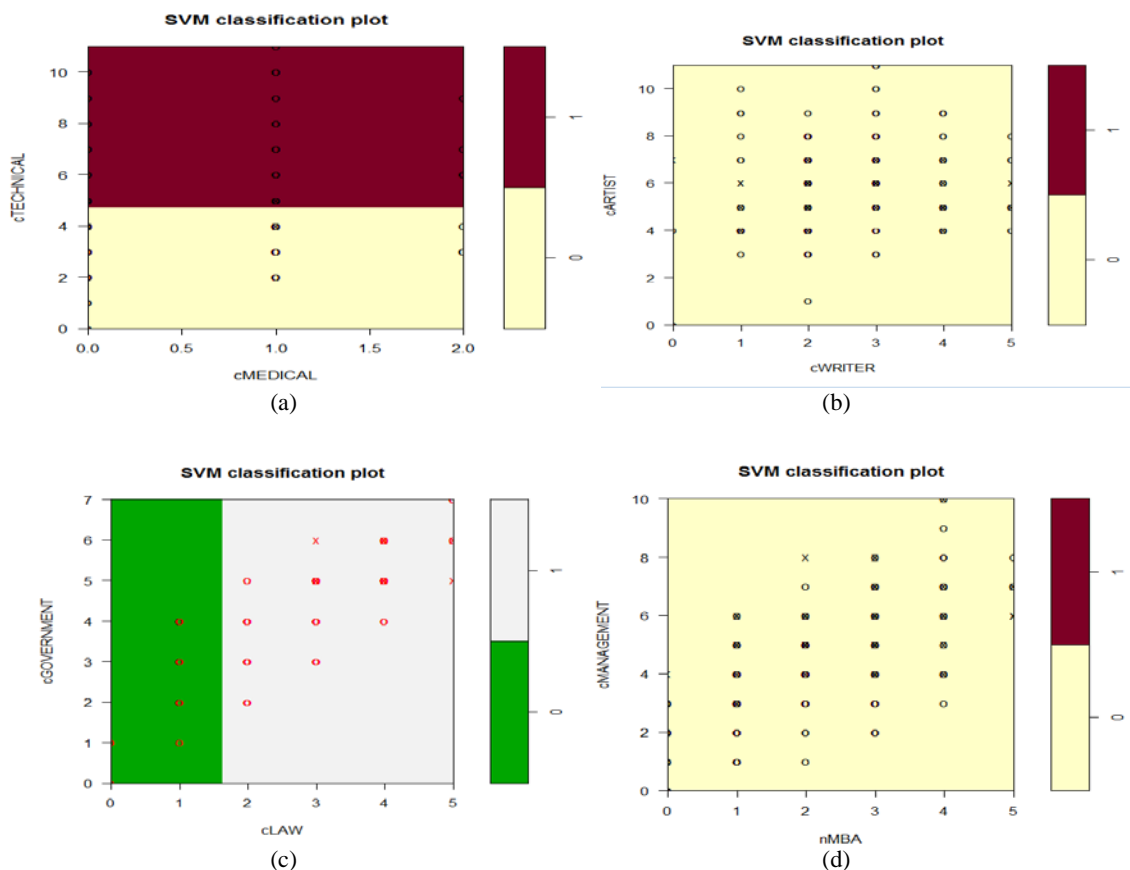 SVM classification plot
cTECHNICAL
10
8
6
4
2
0
0.0 0.5 1.0 1.5 2.0
cMEDICAL
1
0
(a)
SVM classification plot
cARTIST
10
8
6
4
2
0
0 1 2 3 4 5
cWRITER
1
0
(b)
SVM classification plot
cGOVERNMENT
7
6
5
4
3
2
1
0
0 1 2 3 4 5
cLAW
1
0
(c)
SVM classification plot
cMANAGEMENT
10
8
6
4
2
0
0 1 2 3 4 5
nMBA
1
0
(d)